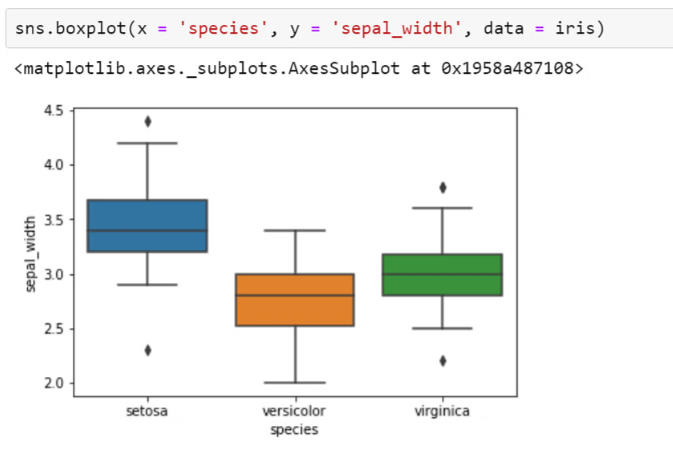 sns.boxplot(x = 'species', y = 'sepal_width', data = iris)
<matplotlib.axes._subplots.AxesSubplot at 0x1958a487108>
4.5
4.0
3.5
3.0
2.5
2.0
sepal_width
setosa versicolor virginica
species